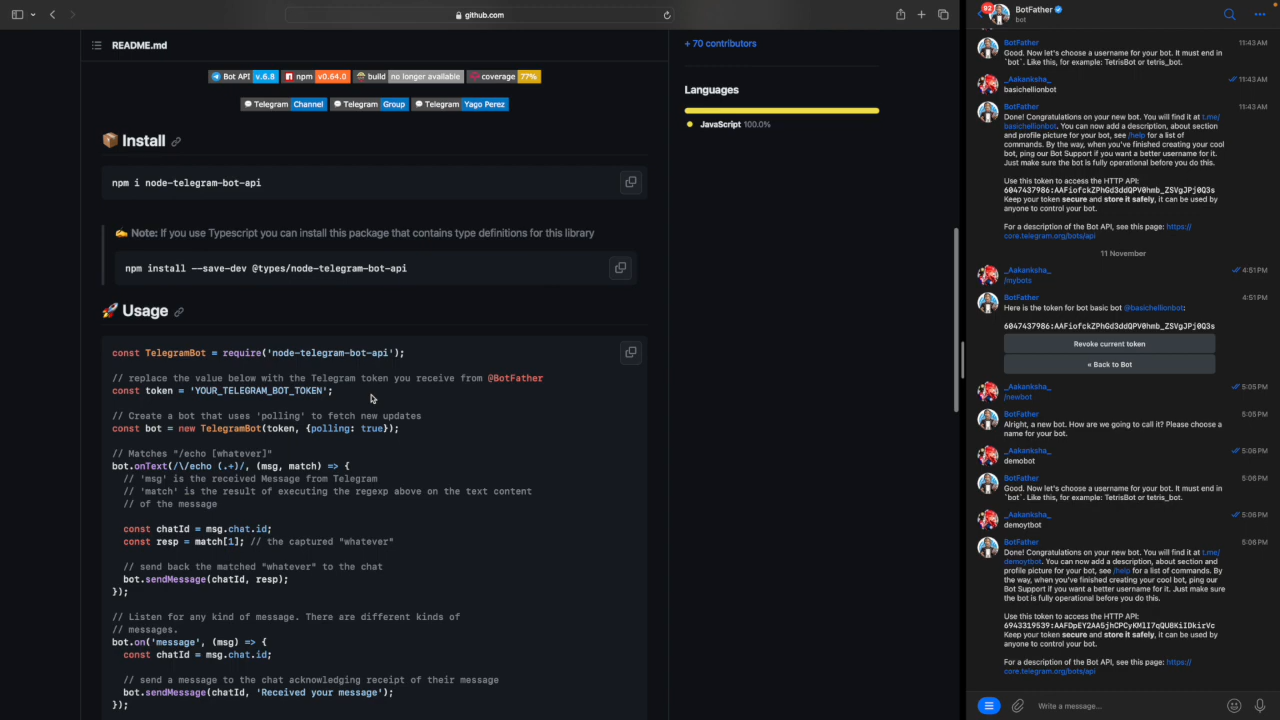 github.com
README.md
Bot API v.6.8 npm v0.64.0 build no longer available coverage 77%
Telegram Channel Telegram Group Telegram Yago Perez
📦 Install
npm i node-telegram-bot-api
✍️ Note: If you use Typescript you can install this package that contains type definitions for this library
npm install --save-dev @types/node-telegram-bot-api
🚀 Usage
const TelegramBot = require('node-telegram-bot-api');
// replace the value below with the Telegram token you receive from @BotFather
const token = 'YOUR_TELEGRAM_BOT_TOKEN';
// Create a bot that uses 'polling' to fetch new updates
const bot = new TelegramBot(token, {polling: true});
// Matches "/echo [whatever]"
bot.onText(/\/echo (.+)/, (msg, match) => {
// 'msg' is the received Message from Telegram
// 'match' is the result of executing the regexp above on the text content
// of the message
const chatId = msg.chat.id;
const resp = match[1]; // the captured "whatever"
// send back the matched "whatever" to the chat
bot.sendMessage(chatId, resp);
});
// Listen for any kind of message. There are different kinds of
// messages.
bot.on('message', (msg) => {
const chatId = msg.chat.id;
// send a message to the chat acknowledging receipt of their message
bot.sendMessage(chatId, 'Received your message');
});
+ 70 contributors
Languages
JavaScript 100.0%
92
BotFather
bot
BotFather 11:43 AM
Good. Now let's choose a username for your bot. It must end in
`bot`. Like this, for example: TetrisBot or tetris_bot.
_Aakanksha_ 11:43 AM
basichellionbot
BotFather 11:43 AM
Done! Congratulations on your new bot. You will find it at t.me/
basichellionbot. You can now add a description, about section
and profile picture for your bot, see /help for a list of
commands. By the way, when you've finished creating your cool
bot, ping our Bot Support if you want a better username for it.
Just make sure the bot is fully operational before you do this.
Use this token to access the HTTP API:
6047437986:AAFiofckZPhGd3ddQPV0hmb_ZSVgJPj0Q3s
Keep your token secure and store it safely, it can be used by
anyone to control your bot.
For a description of the Bot API, see this page: https://
core.telegram.org/bots/api
11 November
_Aakanksha_ 4:51 PM
/mybots
BotFather 4:51 PM
Here is the token for bot basic bot @basichellionbot:
6047437986:AAFiofckZPhGd3ddQPV0hmb_ZSVgJPj0Q3s
Revoke current token
« Back to Bot
_Aakanksha_ 5:05 PM
/newbot
BotFather 5:05 PM
Alright, a new bot. How are we going to call it? Please choose a
name for your bot.
_Aakanksha_ 5:06 PM
demobot
BotFather 5:06 PM
Good. Now let's choose a username for your bot. It must end in
`bot`. Like this, for example: TetrisBot or tetris_bot.
_Aakanksha_ 5:06 PM
demoytbot
BotFather 5:06 PM
Done! Congratulations on your new bot. You will find it at t.me/
demoytbot. You can now add a description, about section and
profile picture for your bot, see /help for a list of commands. By
the way, when you've finished creating your cool bot, ping our
Bot Support if you want a better username for it. Just make sure
the bot is fully operational before you do this.
Use this token to access the HTTP API:
Keep your token secure and store it safely, it can be used by
anyone to control your bot.
For a description of the Bot API, see this page: https://
core.telegram.org/bots/api
Write a message...